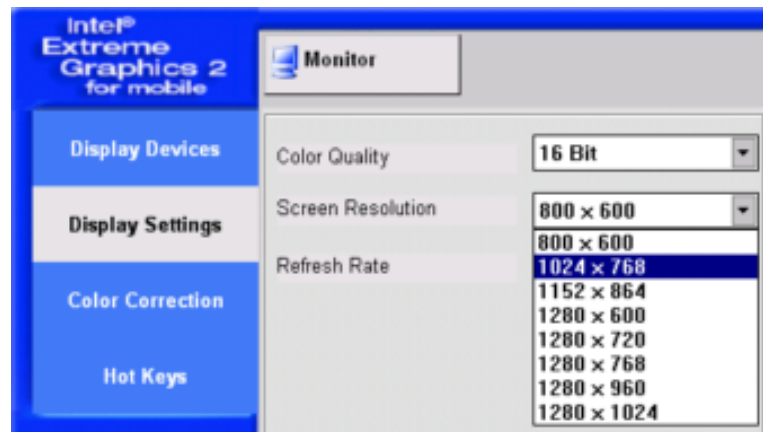 Intel®
Extreme
Graphics 2
for mobile
Monitor
Display Devices
Display Settings
Color Correction
Hot Keys
Color Quality
16 Bit
Screen Resolution
800 x 600
800 x 600
1024 x 768
1152 x 864
1280 x 600
1280 x 720
1280 x 768
1280 x 960
1280 x 1024
Refresh Rate